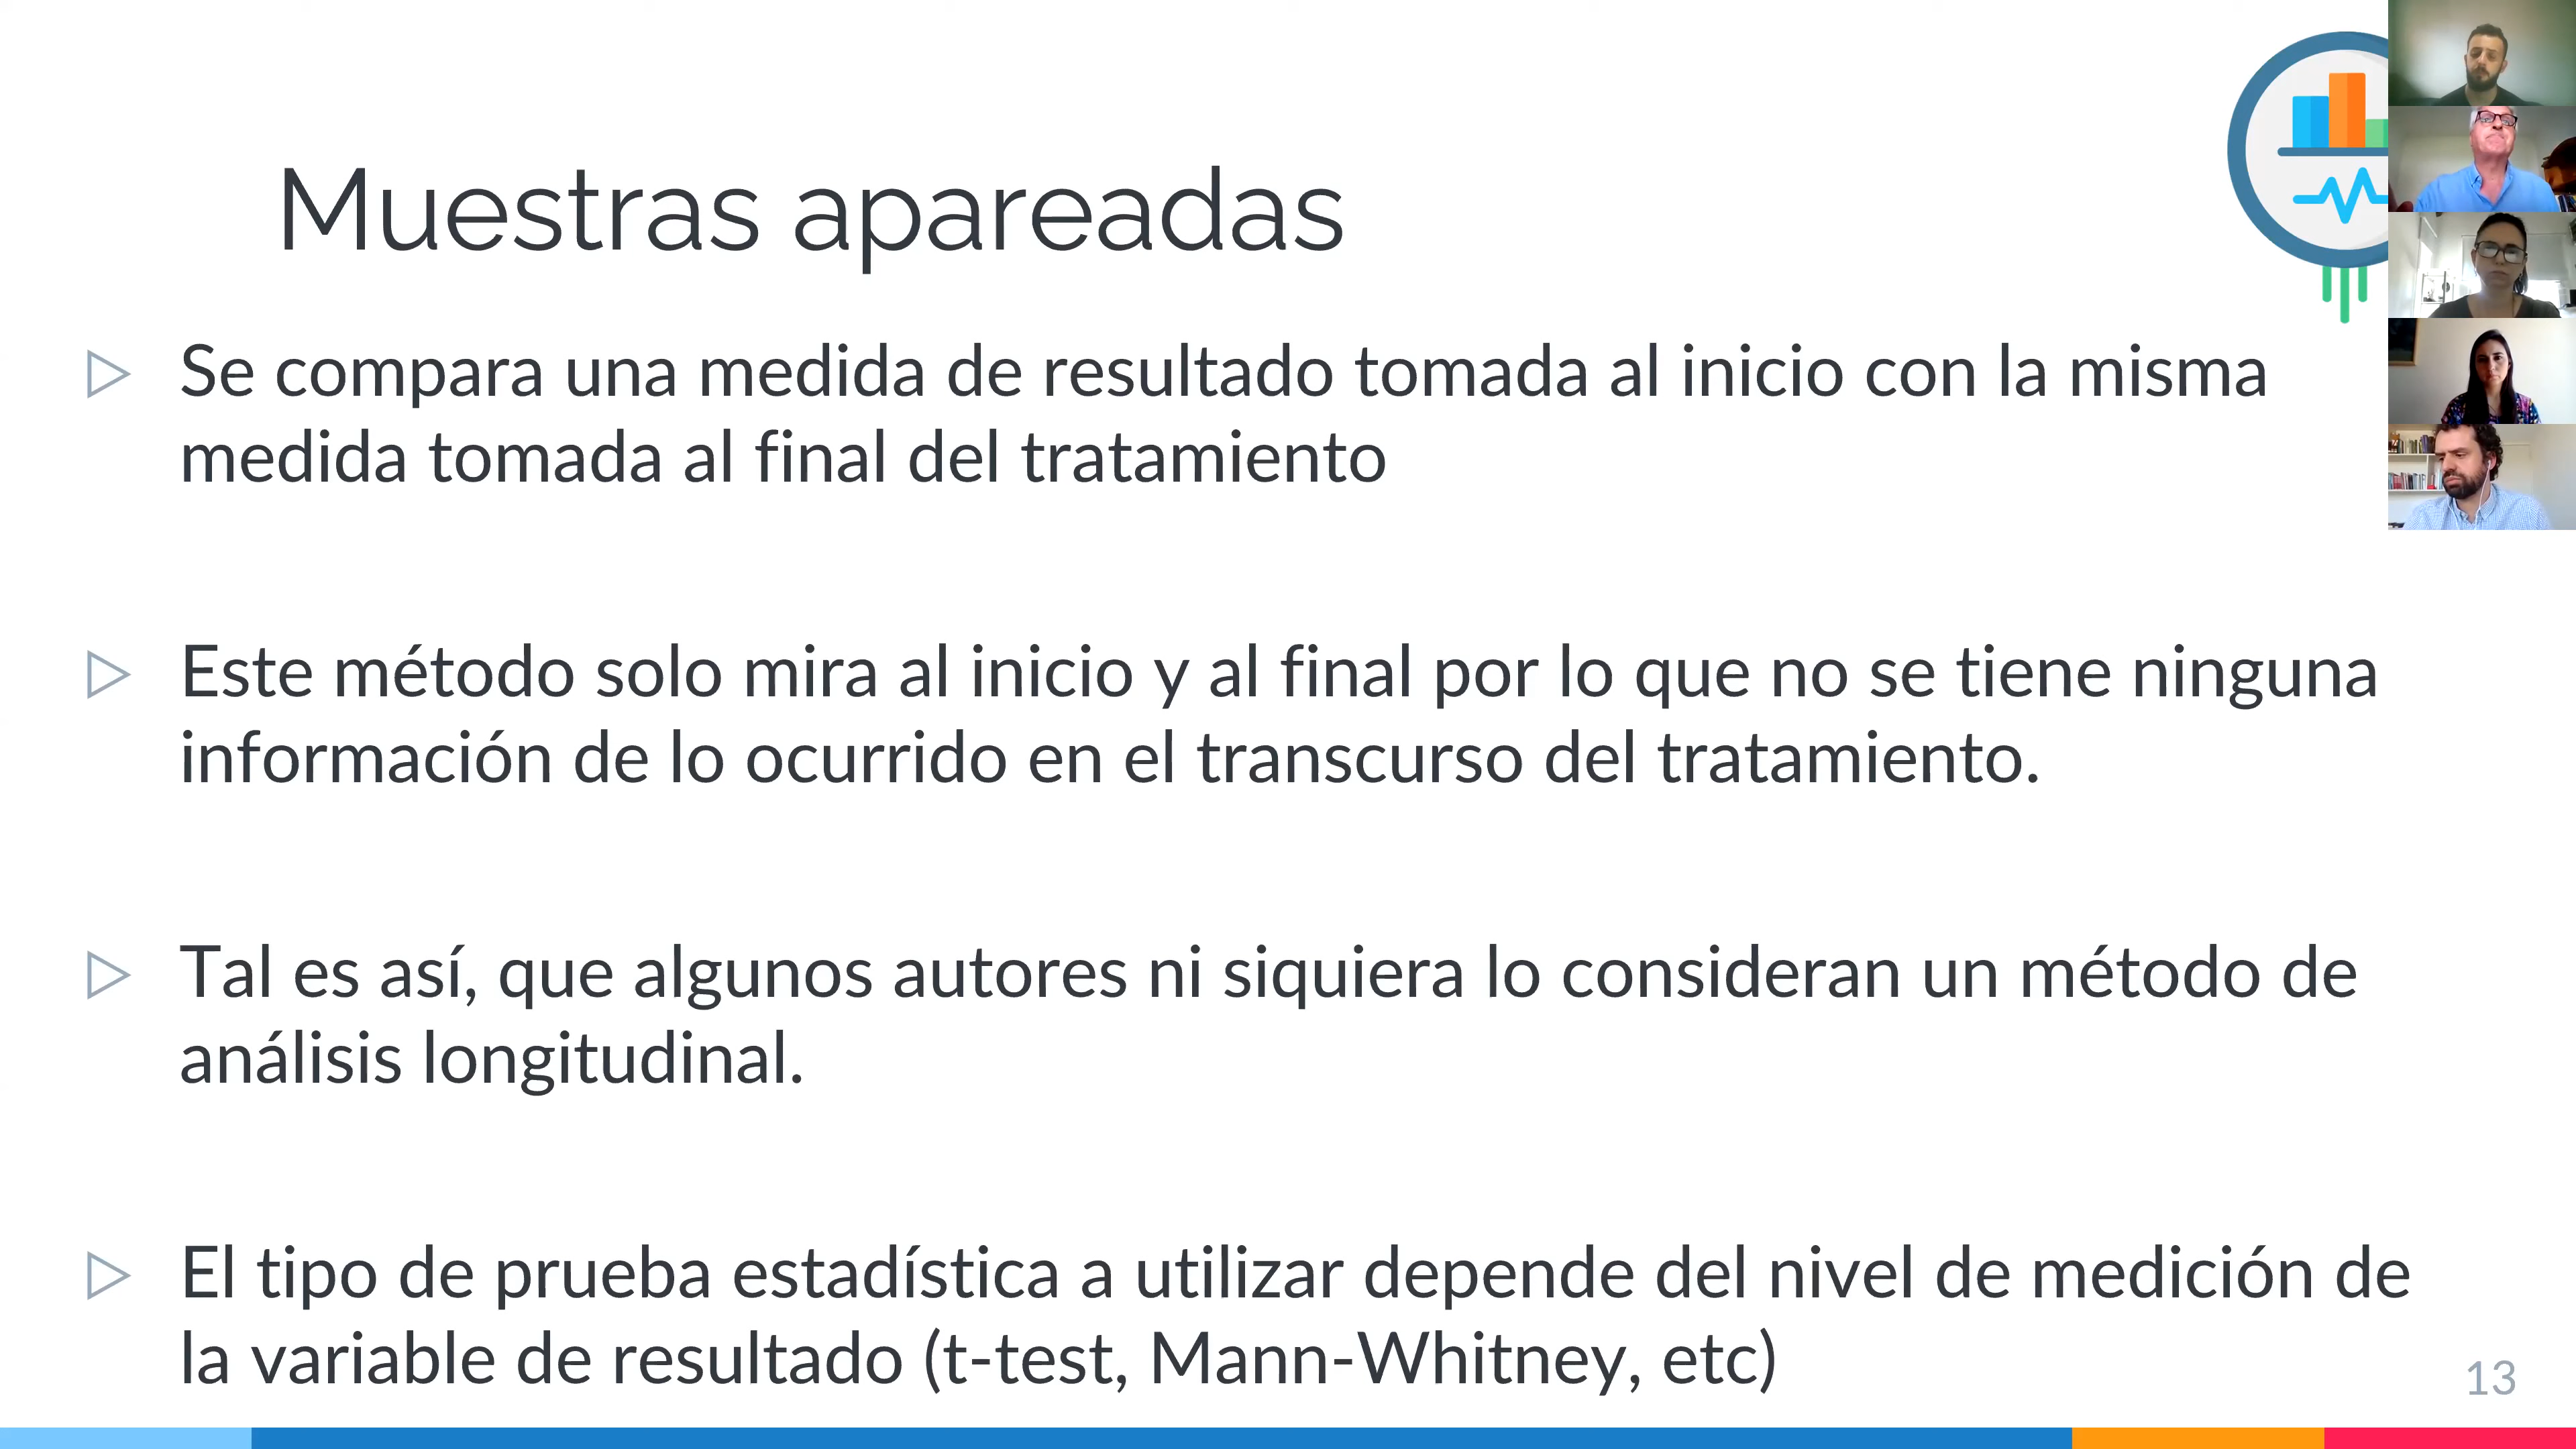 Muestras apareadas
Se compara una medida de resultado tomada al inicio con la misma
medida tomada al final del tratamiento
Este método solo mira al inicio y al final por lo que no se tiene ninguna
información de lo ocurrido en el transcurso del tratamiento.
Tal es así, que algunos autores ni siquiera lo consideran un método de
análisis longitudinal.
El tipo de prueba estadística a utilizar depende del nivel de medición de
la variable de resultado (t-test, Mann-Whitney, etc)
13